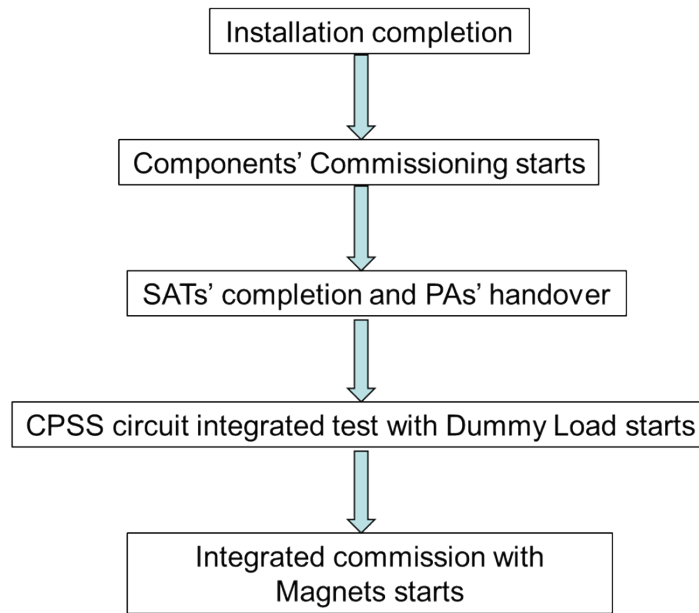 Installation completion
Components’ Commissioning starts
SATs’ completion and PAs’ handover
CPSS circuit integrated test with Dummy Load starts
Integrated commission with
Magnets starts